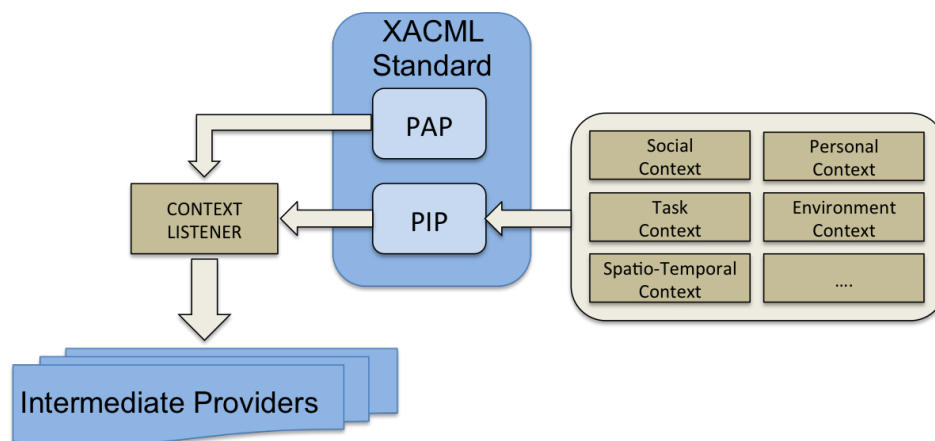 XACML
Standard
PAP
PIP
CONTEXT
LISTENER
Social
Context
Personal
Context
Task
Context
Environment
Context
Spatio-Temporal
Context
....
Intermediate Providers